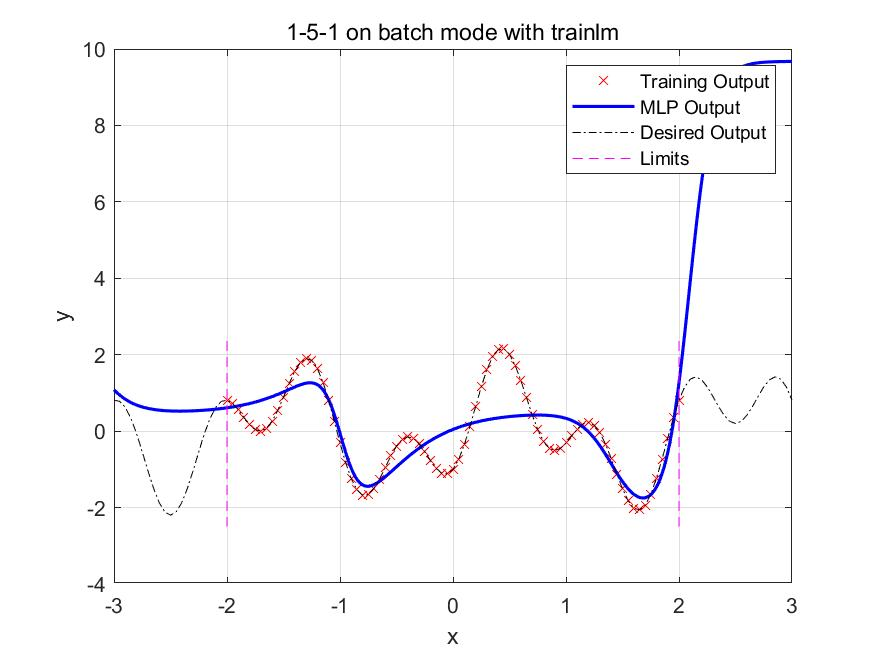 1-5-1 on batch mode with trainlm
10
8
6
4
2
0
-2
-4
y
-3
-2
-1
0
1
2
3
x
Training Output
MLP Output
Desired Output
Limits